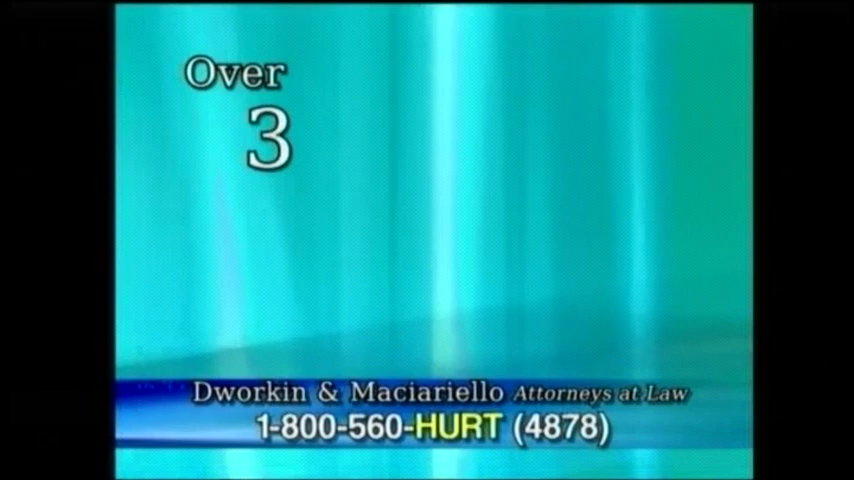 Over
3
Dworkin & Maciariello Attorneys at Law
1-800-560-HURT (4878)